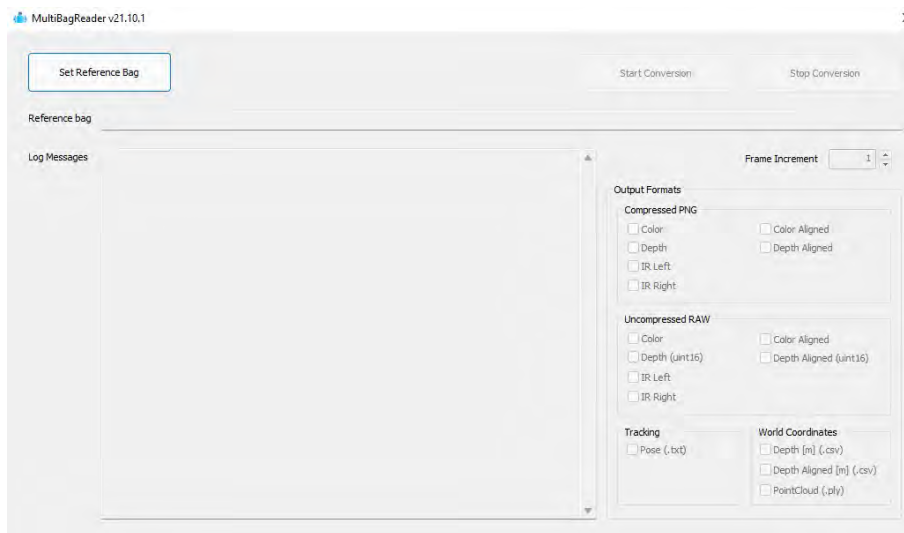 MultiBagReader v21.10.1
Set Reference Bag
Start Conversion
Stop Conversion
Reference bag
Log Messages
Frame Increment 1
Output Formats
Compressed PNG
Color
Color Aligned
Depth
Depth Aligned
IR Left
IR Right
Uncompressed RAW
Color
Color Aligned
Depth (uint16)
Depth Aligned (uint16)
IR Left
IR Right
Tracking
Pose (.txt)
World Coordinates
Depth [m] (.csv)
Depth Aligned [m] (.csv)
PointCloud (.ply)